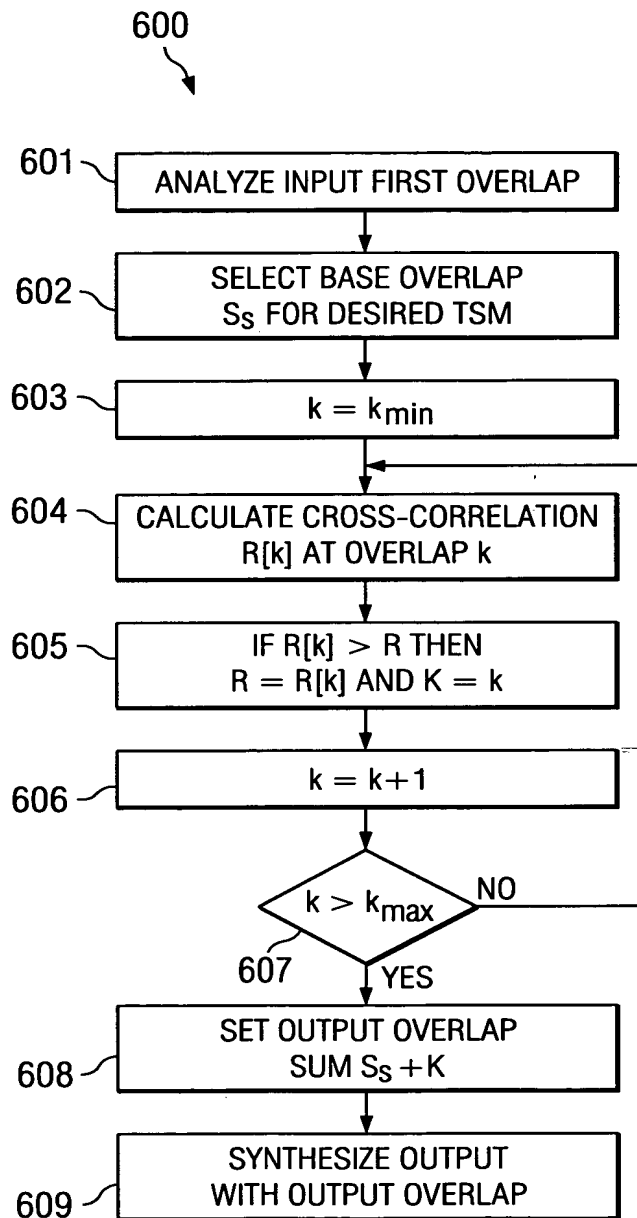 600
601
ANALYZE INPUT FIRST OVERLAP
602
SELECT BASE OVERLAP
SS FOR DESIRED TSM
603
k = kmin
604
CALCULATE CROSS-CORRELATION
R[k] AT OVERLAP k
605
IF R[k] > R THEN
R = R[k] AND K = k
606
k = k+1
k > kmax
NO
607
YES
608
SET OUTPUT OVERLAP
SUM SS + K
609
SYNTHESIZE OUTPUT
WITH OUTPUT OVERLAP